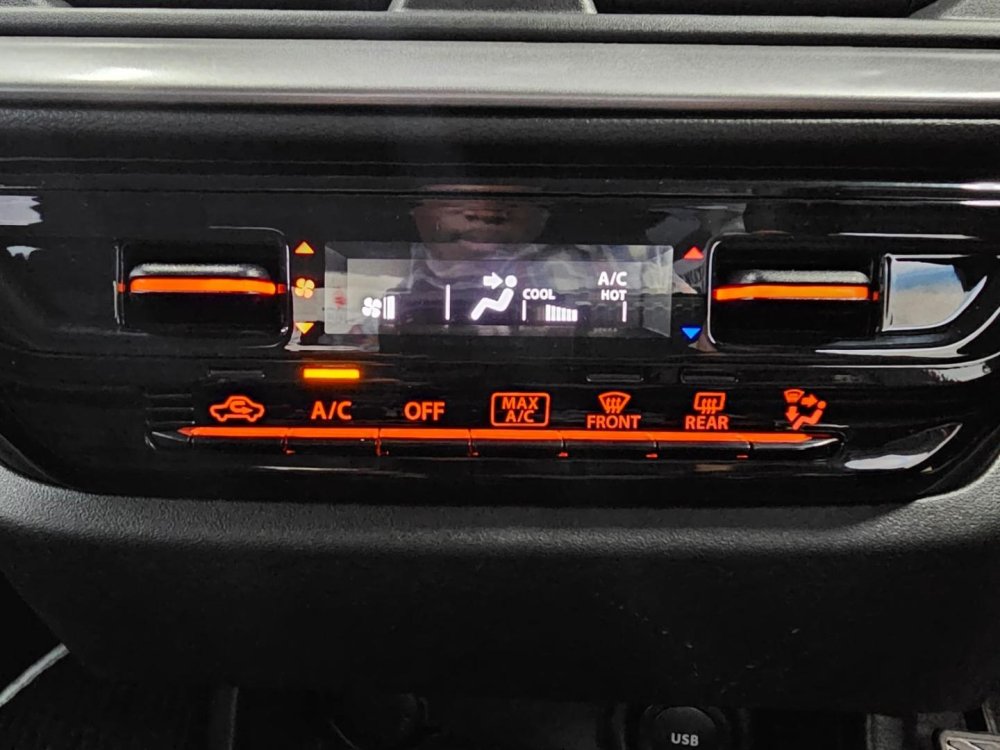 A/C
COOL HOT
A/C OFF MAX A/C FRONT REAR
USB